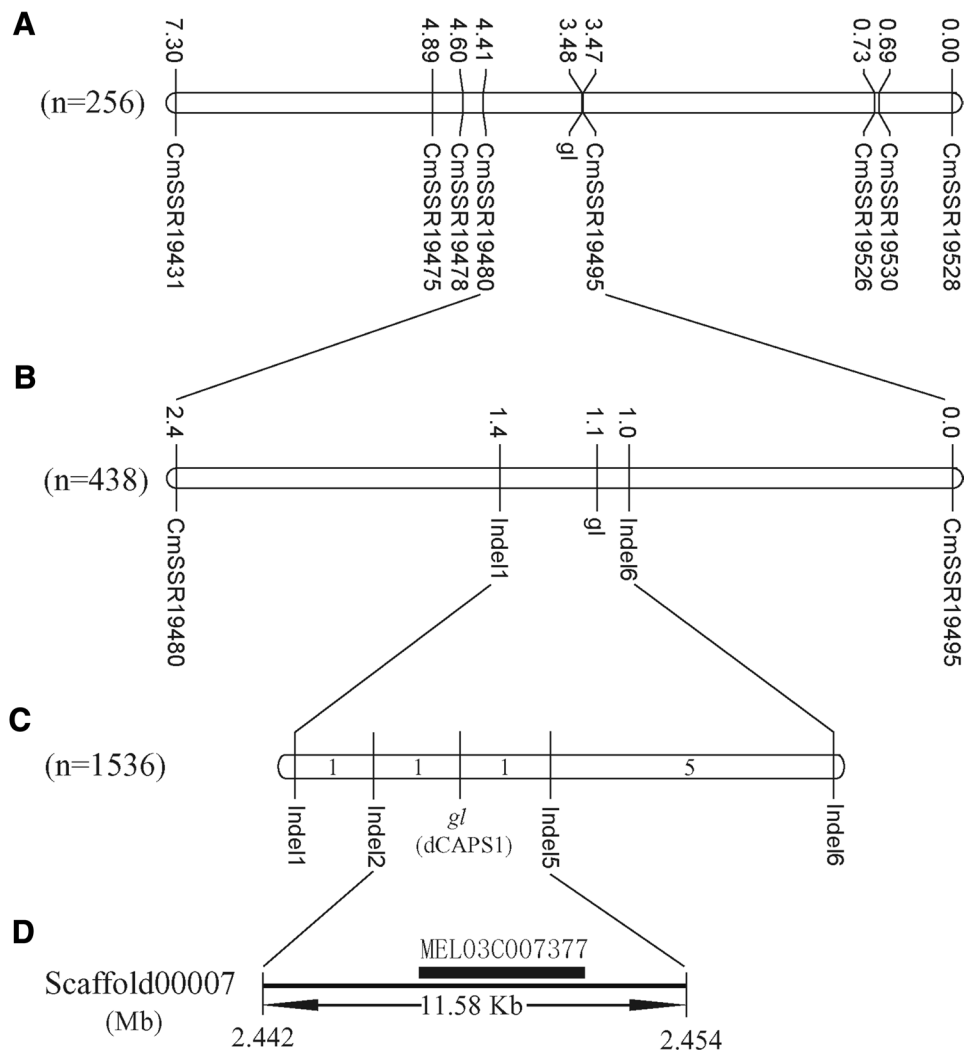 A
7.30
4.89
4.60
4.41
3.48
3.47
0.73
0.69
0.00
(n=256)
CmSSR19431
CmSSR19475
CmSSR19478
CmSSR19480
gl
CmSSR19495
CmSSR19526
CmSSR19530
CmSSR19528
B
2.4
1.4
1.1
1.0
0.0
(n=438)
CmSSR19480
Indel1
gl
Indel6
CmSSR19495
C
(n=1536)
1
1
1
5
Indel1
Indel2
gl
(dCAPS1)
Indel5
Indel6
D
MELO3C007377
Scaffold00007
(Mb)
11.58 Kb
2.442
2.454